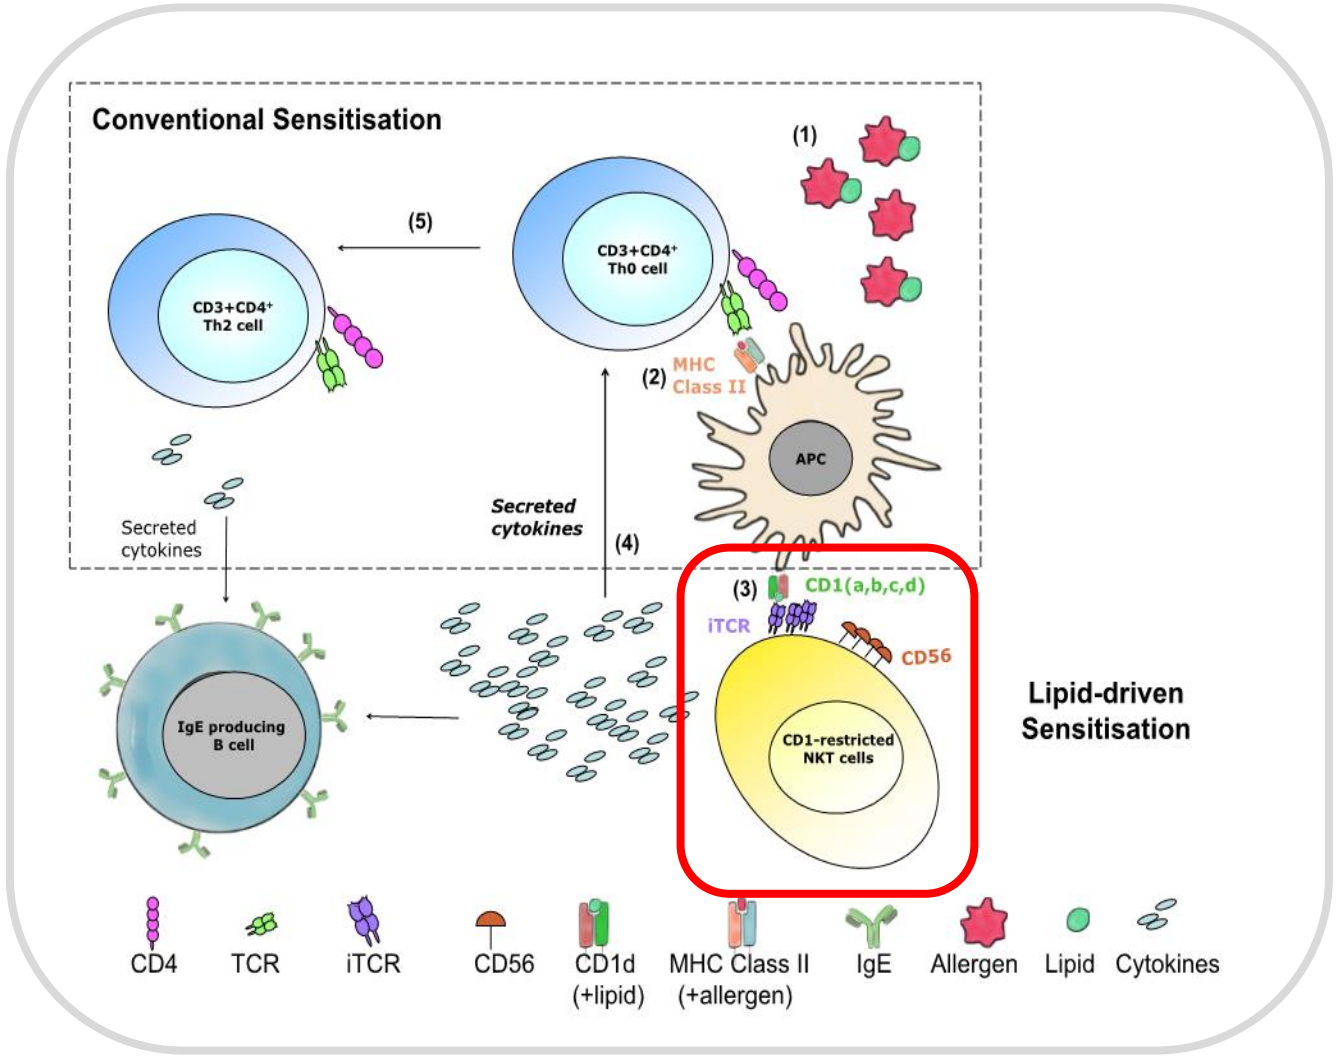 Conventional Sensitisation
(1)
(5)
CD3+CD4⁺
Th0 cell
CD3+CD4⁺
Th2 cell
(2)
MHC
Class II
APC
Secreted
cytokines
Secreted
cytokines
(4)
(3)
CD1(a,b,c,d)
iTCR
CD56
Lipid-driven
Sensitisation
IgE producing
B cell
CD1-restricted
NKT cells
CD4
TCR
iTCR
CD56
CD1d
(+lipid)
MHC Class II
(+allergen)
IgE
Allergen
Lipid
Cytokines